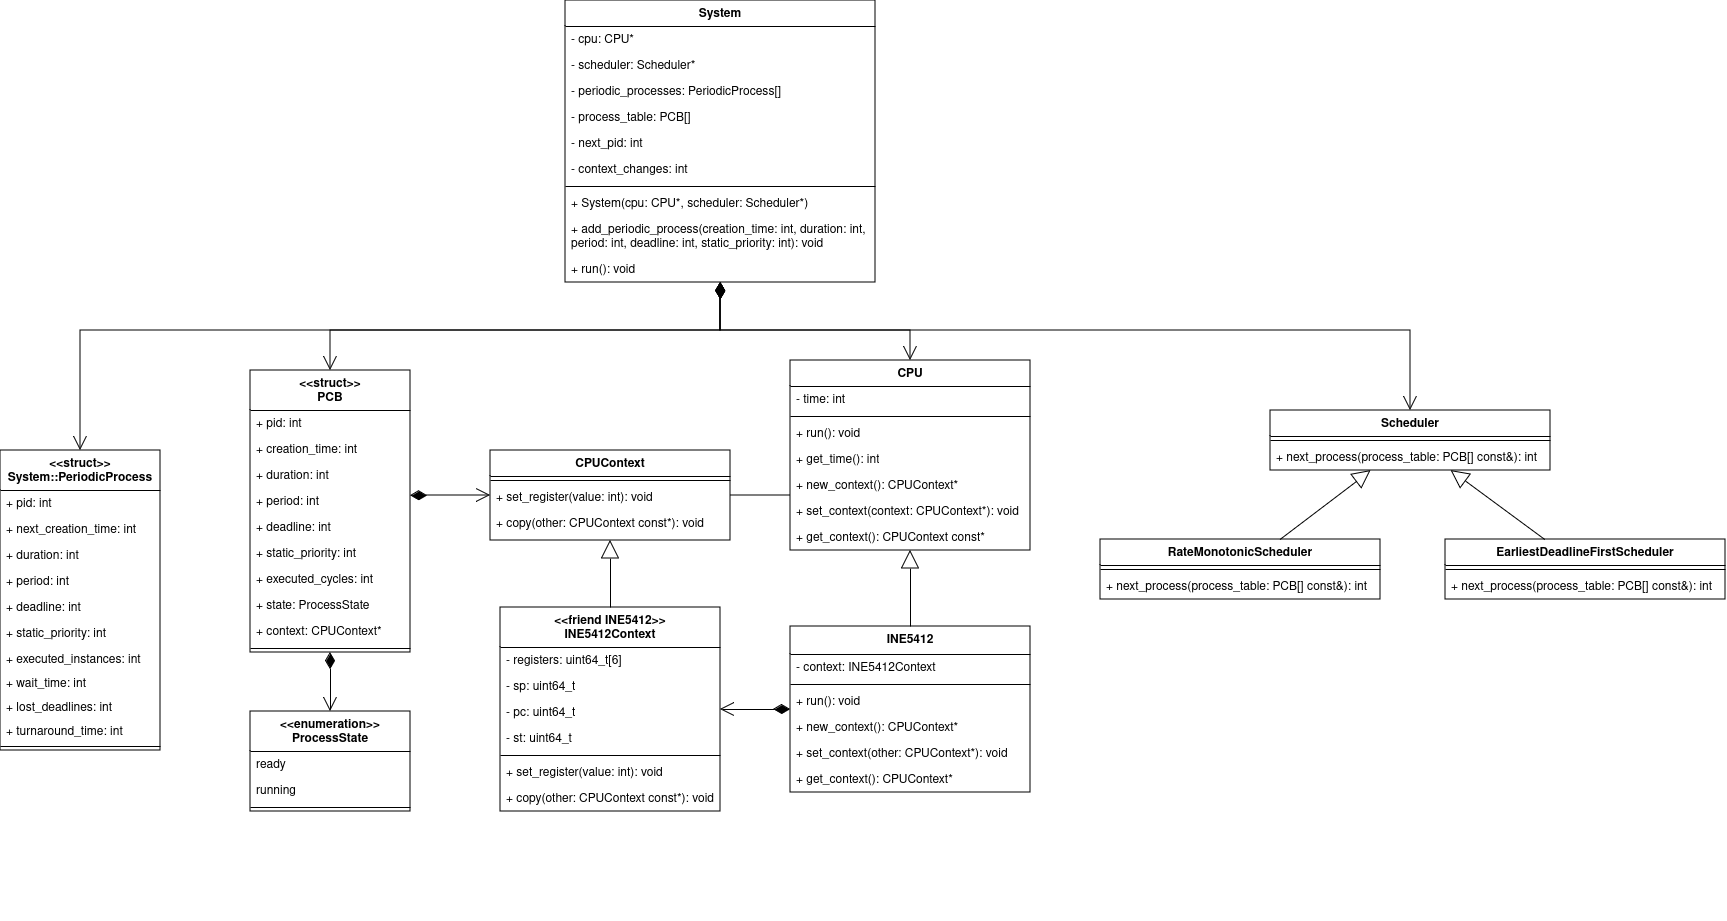 System
- cpu: CPU*
- scheduler: Scheduler*
- periodic_processes: PeriodicProcess[]
- process_table: PCB[]
- next_pid: int
- context_changes: int
+ System(cpu: CPU*, scheduler: Scheduler*)
+ add_periodic_process(creation_time: int, duration: int,
period: int, deadline: int, static_priority: int): void
+ run(): void
<<struct>>
System::PeriodicProcess
+ pid: int
+ next_creation_time: int
+ duration: int
+ period: int
+ deadline: int
+ static_priority: int
+ executed_instances: int
+ wait_time: int
+ lost_deadlines: int
+ turnaround_time: int
<<struct>>
PCB
+ pid: int
+ creation_time: int
+ duration: int
+ period: int
+ deadline: int
+ static_priority: int
+ executed_cycles: int
+ state: ProcessState
+ context: CPUContext*
<<enumeration>>
ProcessState
ready
running
CPUContext
+ set_register(value: int): void
+ copy(other: CPUContext const*): void
<<friend INE5412>>
INE5412Context
- registers: uint64_t[6]
- sp: uint64_t
- pc: uint64_t
- st: uint64_t
+ set_register(value: int): void
+ copy(other: CPUContext const*): void
CPU
- time: int
+ run(): void
+ get_time(): int
+ new_context(): CPUContext*
+ set_context(context: CPUContext*): void
+ get_context(): CPUContext const*
INE5412
- context: INE5412Context
+ run(): void
+ new_context(): CPUContext*
+ set_context(other: CPUContext*): void
+ get_context(): CPUContext*
Scheduler
+ next_process(process_table: PCB[] const&): int
RateMonotonicScheduler
+ next_process(process_table: PCB[] const&): int
EarliestDeadlineFirstScheduler
+ next_process(process_table: PCB[] const&): int